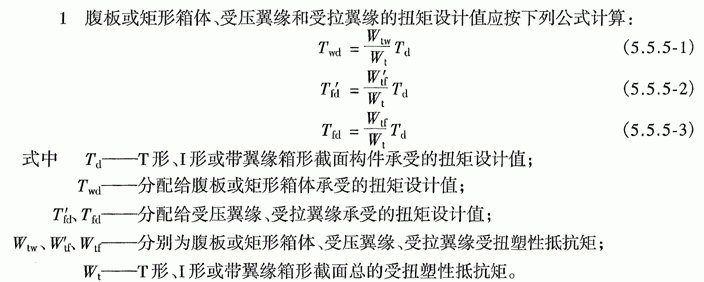 1 腹板或矩形箱体、受压翼缘和受拉翼缘的扭矩设计值应按下列公式计算:
T_wd = W_tw/W_t T_d (5.5.5-1)
T′_fd = W′_tf/W_t T_d (5.5.5-2)
T_fd = W_tf/W_t T_d (5.5.5-3)
式中 T_d——T形、I形或带翼缘箱形截面构件承受的扭矩设计值;
T_wd——分配给腹板或矩形箱体承受的扭矩设计值;
T′_fd、T_fd——分配给受压翼缘、受拉翼缘承受的扭矩设计值;
W_tw、W′_tf、W_tf——分别为腹板或矩形箱体、受压翼缘、受拉翼缘受扭塑性抵抗矩;
W_t——T形、I形或带翼缘箱形截面总的受扭塑性抵抗矩。